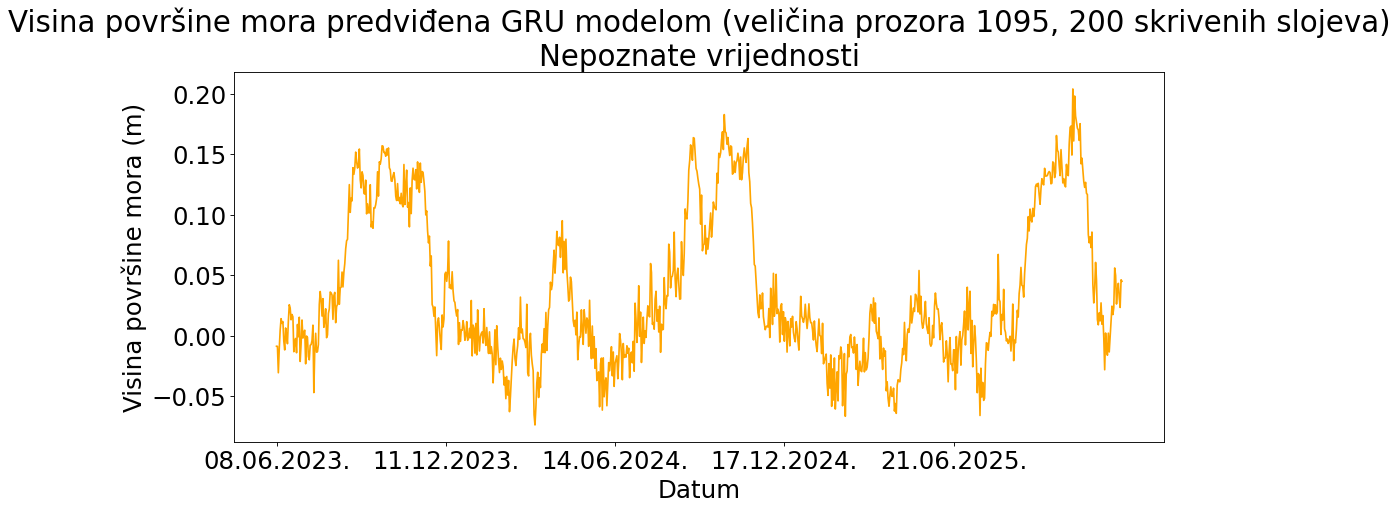 Visina površine mora predviđena GRU modelom (veličina prozora 1095, 200 skrivenih slojeva)
Nepoznate vrijednosti
Visina površine mora (m)
0.20
0.15
0.10
0.05
0.00
−0.05
08.06.2023. 11.12.2023. 14.06.2024. 17.12.2024. 21.06.2025.
Datum